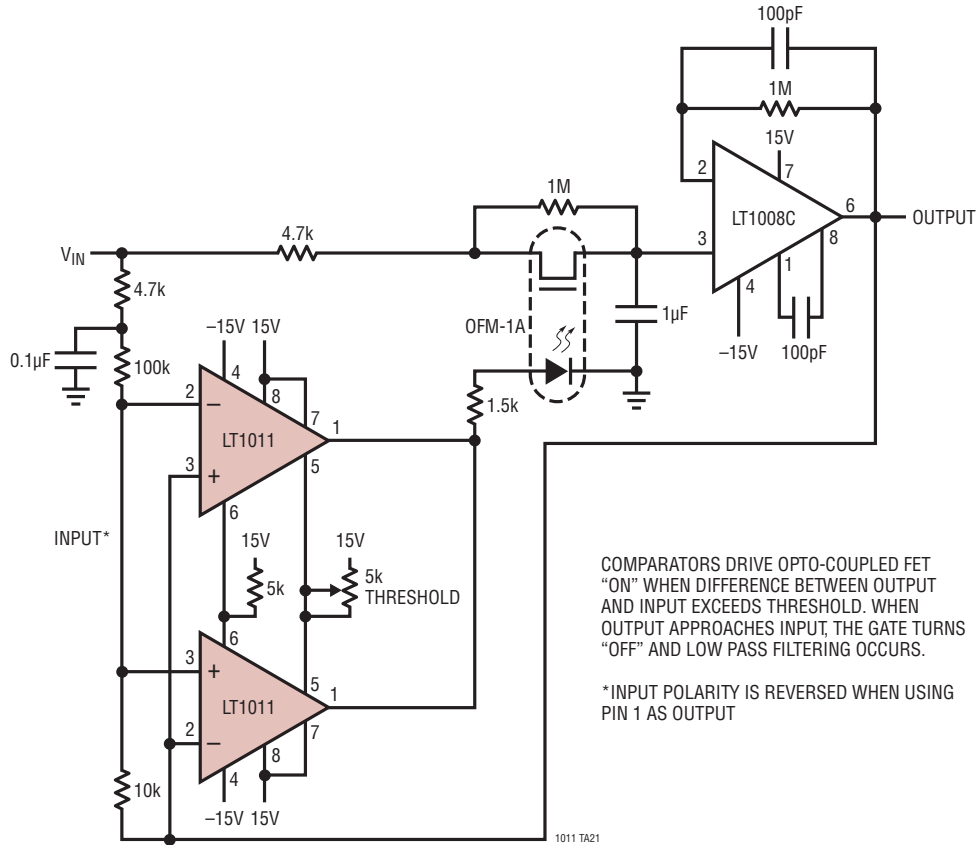 100pF
1M
15V
7
2
LT1008C
6
OUTPUT
3
8
1
4
–15V
100pF
1M
VIN
4.7k
4.7k
OFM-1A
1µF
0.1µF
100k
–15V 15V
4
8
2
–
7
1
LT1011
5
3
+
6
1.5k
INPUT*
15V
5k
15V
5k
THRESHOLD
6
3
+
5
1
LT1011
7
2
–
8
4
10k
–15V 15V
COMPARATORS DRIVE OPTO-COUPLED FET
“ON” WHEN DIFFERENCE BETWEEN OUTPUT
AND INPUT EXCEEDS THRESHOLD. WHEN
OUTPUT APPROACHES INPUT, THE GATE TURNS
“OFF” AND LOW PASS FILTERING OCCURS.
*INPUT POLARITY IS REVERSED WHEN USING
PIN 1 AS OUTPUT
1011 TA21